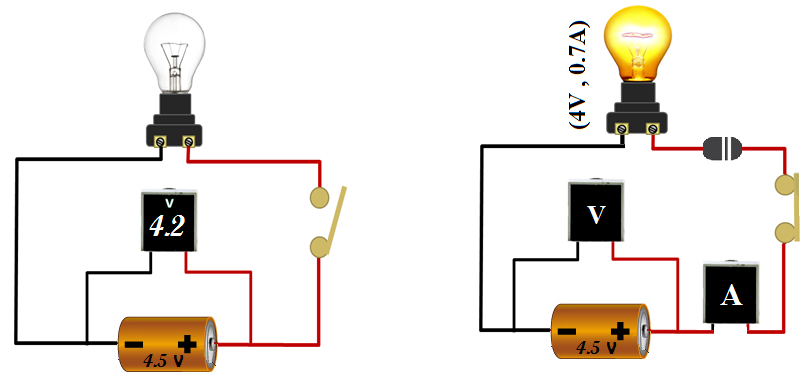 V
4.2
− +
4.5 V
(4V , 0.7A)
V
A
− +
4.5 V